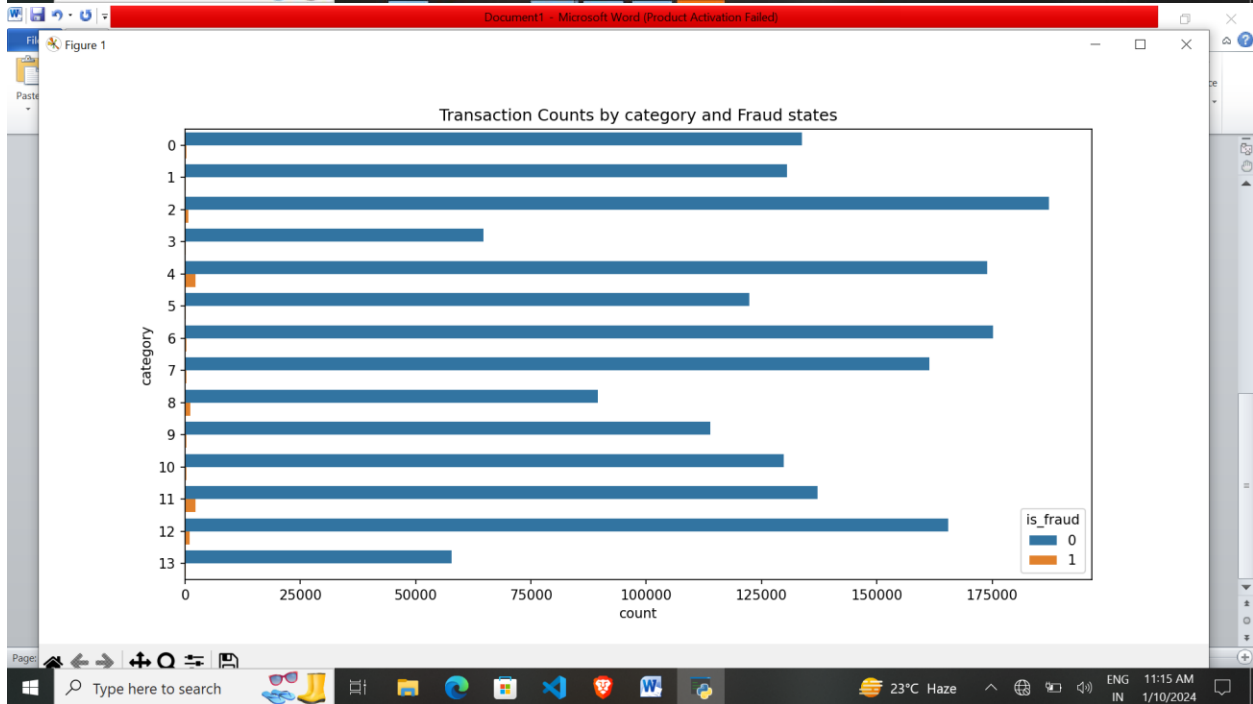 Document1 - Microsoft Word (Product Activation Failed)
Figure 1
Paste
Transaction Counts by category and Fraud states
category
0
1
2
3
4
5
6
7
8
9
10
11
12
13
is_fraud
0
1
0 25000 50000 75000 100000 125000 150000 175000
count
Page:
Type here to search
23°C Haze
ENG
IN
11:15 AM
1/10/2024